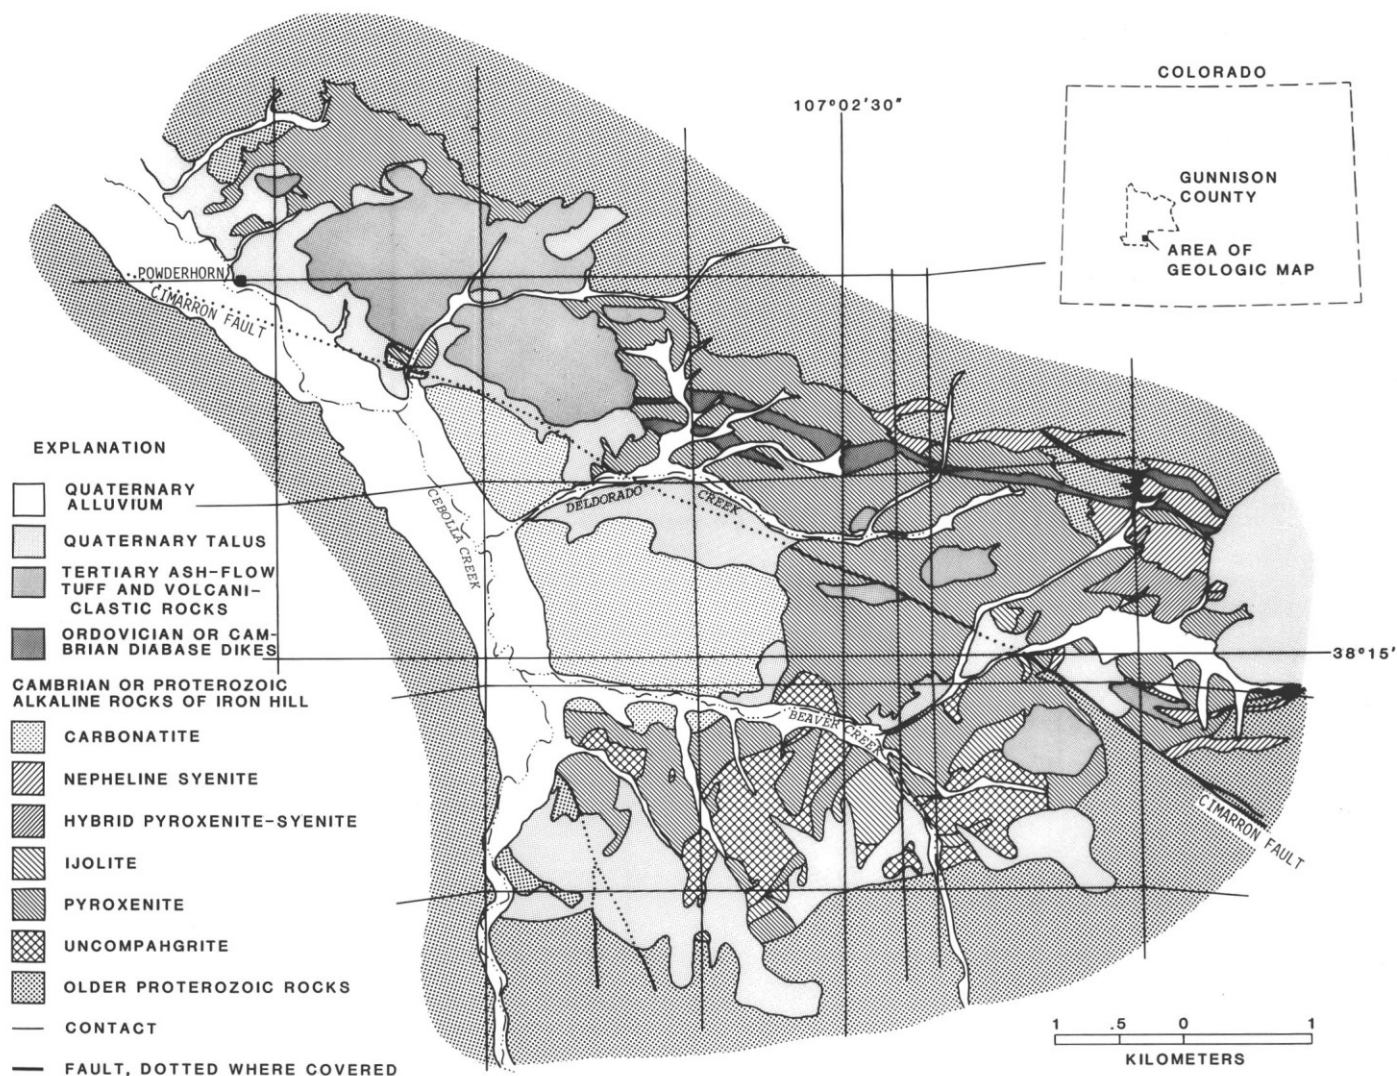 COLORADO
107°02'30"
GUNNISON
COUNTY
AREA OF
GEOLOGIC MAP
POWDERHORN
CIMARRON FAULT
EXPLANATION
QUATERNARY
ALLUVIUM
QUATERNARY TALUS
TERTIARY ASH-FLOW
TUFF AND VOLCANI-
CLASTIC ROCKS
ORDOVICIAN OR CAM-
BRIAN DIABASE DIKES
CAMBRIAN OR PROTEROZOIC
ALKALINE ROCKS OF IRON HILL
CARBONATITE
NEPHELINE SYENITE
HYBRID PYROXENITE-SYENITE
IJOLITE
PYROXENITE
UNCOMPAHGRITE
OLDER PROTEROZOIC ROCKS
CONTACT
FAULT, DOTTED WHERE COVERED
CEBOLLA CREEK
DELDORADO CREEK
38°15'
BEAVER CREEK
θ
CIMARRON FAULT
1 .5 0 1
KILOMETERS